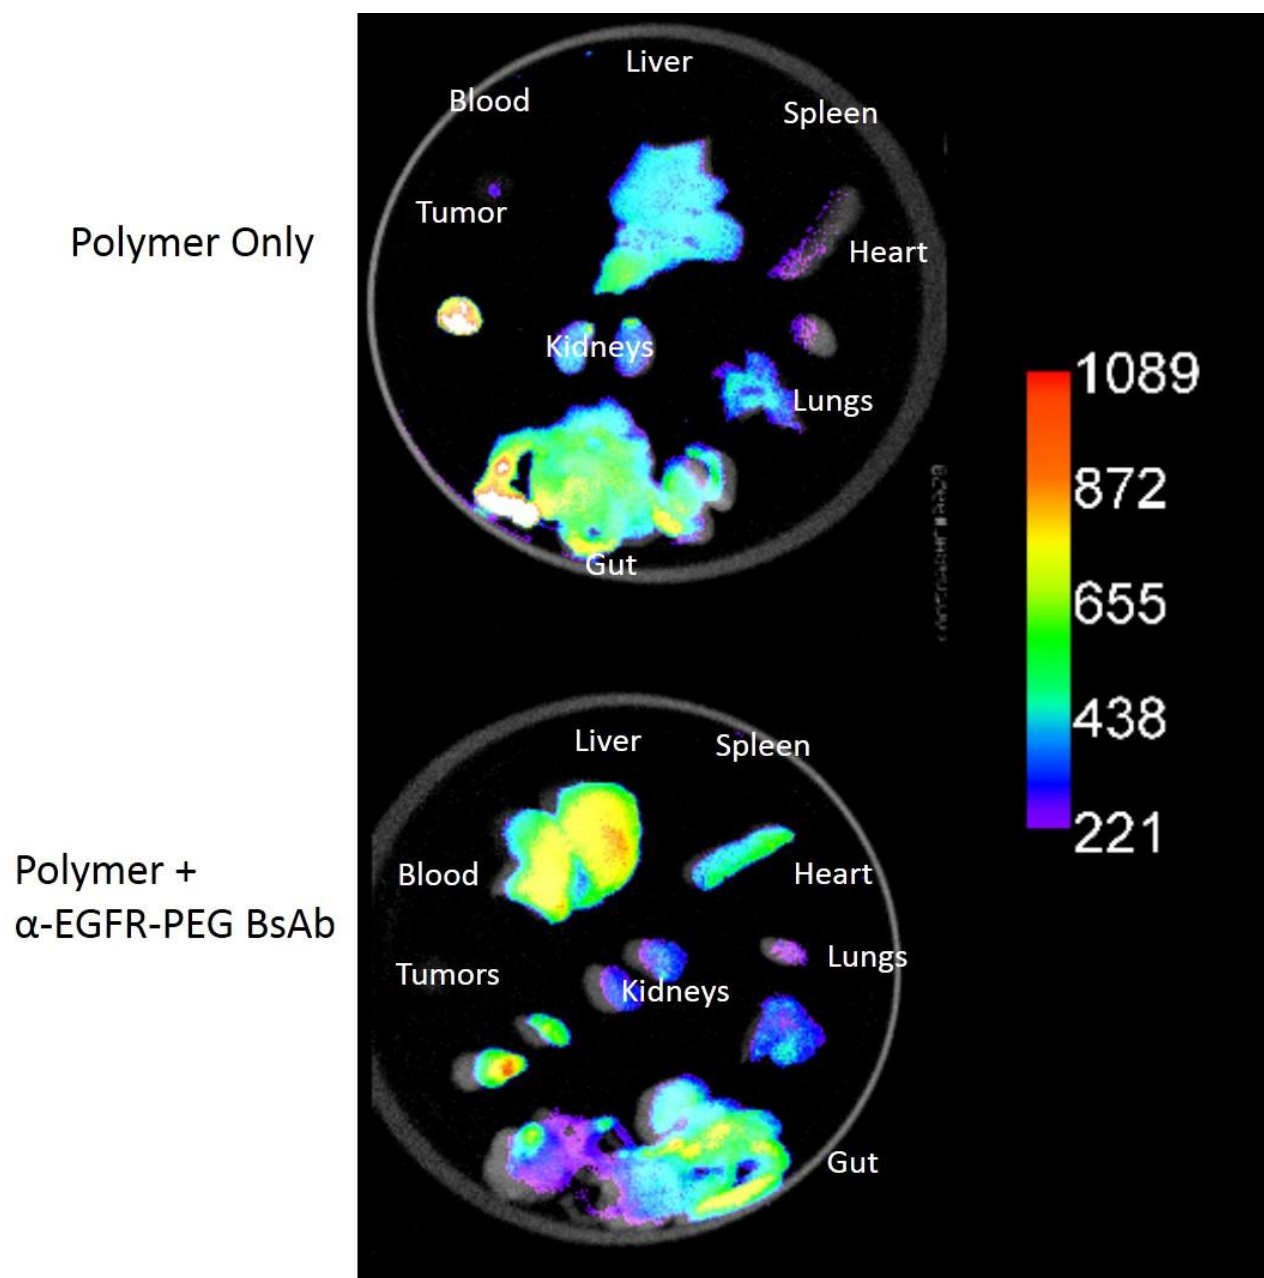 Liver
Blood
Spleen
Tumor
Polymer Only
Heart
Kidneys
Lungs
Gut
1089
872
655
438
221
Liver
Spleen
Polymer +
α-EGFR-PEG BsAb
Blood
Heart
Tumors
Lungs
Kidneys
Gut